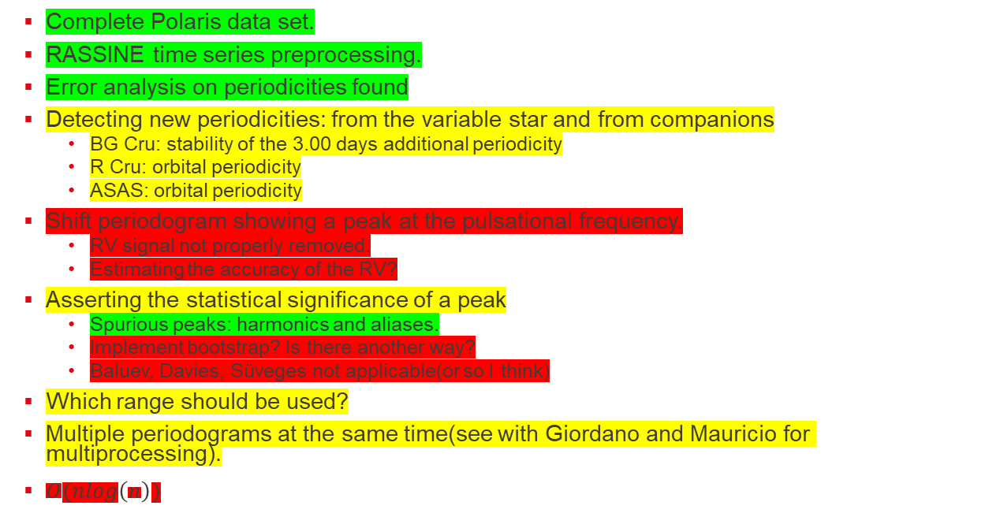 Complete Polaris data set.
RASSINE time series preprocessing.
Error analysis on periodicities found
Detecting new periodicities: from the variable star and from companions
BG Cru: stability of the 3.00 days additional periodicity
R Cru: orbital periodicity
ASAS: orbital periodicity
Shift periodogram showing a peak at the pulsational frequency.
RV signal not properly removed.
Estimating the accuracy of the RV?
Asserting the statistical significance of a peak
Spurious peaks: harmonics and aliases.
Implement bootstrap? Is there another way?
Baluev, Davies, Süveges not applicable(or so I think)
Which range should be used?
Multiple periodograms at the same time(see with Giordano and Mauricio for
multiprocessing).
O(nlog(n))